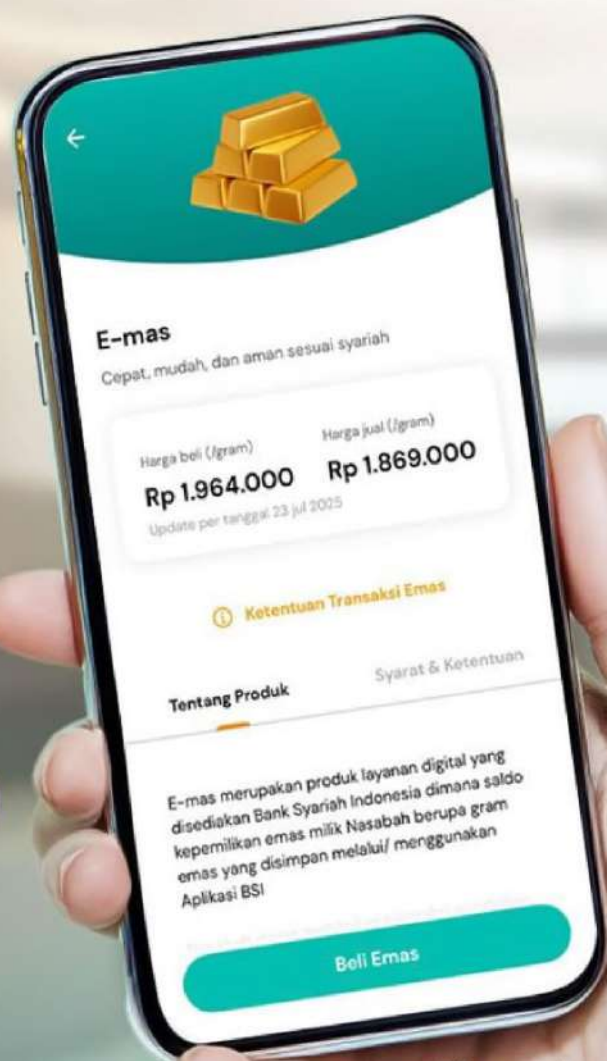 E-mas
Cepat, mudah, dan aman sesuai syariah
Harga beli (/gram)
Harga jual (/gram)
Rp 1.964.000
Rp 1.869.000
Update per tanggal 23 jul 2025
Ketentuan Transaksi Emas
Tentang Produk
Syarat & Ketentuan
E-mas merupakan produk layanan digital yang
disediakan Bank Syariah Indonesia dimana saldo
kepemilikan emas milik Nasabah berupa gram
emas yang disimpan melalui/ menggunakan
Aplikasi BSI
Beli Emas